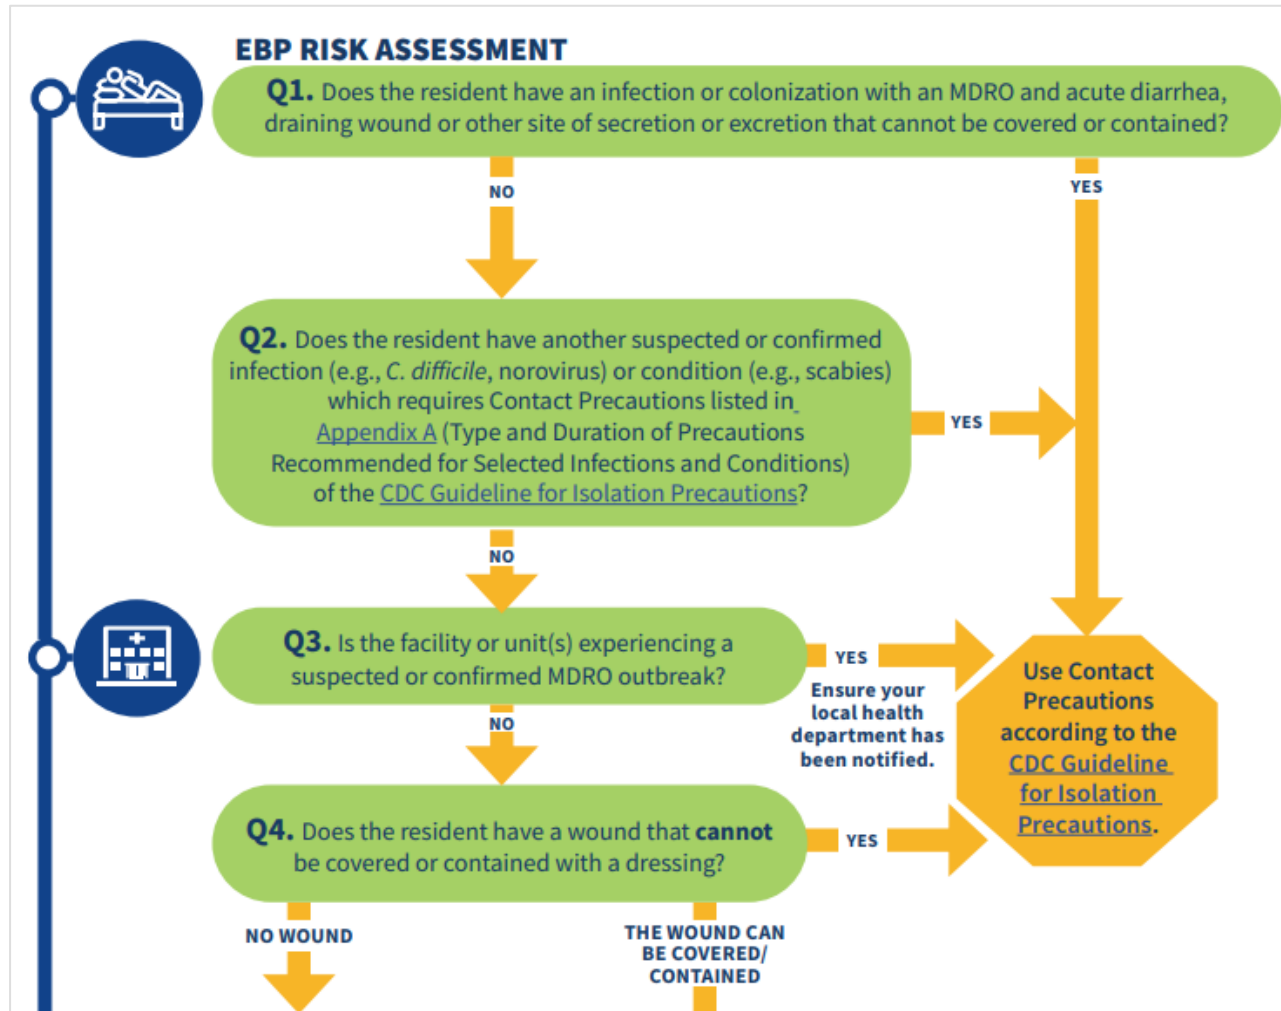 EBP RISK ASSESSMENT
Q1. Does the resident have an infection or colonization with an MDRO and acute diarrhea,
draining wound or other site of secretion or excretion that cannot be covered or contained?
NO
YES
Q2. Does the resident have another suspected or confirmed
infection (e.g., C. difficile, norovirus) or condition (e.g., scabies)
which requires Contact Precautions listed in
Appendix A (Type and Duration of Precautions
Recommended for Selected Infections and Conditions)
of the CDC Guideline for Isolation Precautions?
YES
NO
Q3. Is the facility or unit(s) experiencing a
suspected or confirmed MDRO outbreak?
YES
Ensure your
local health
department has
been notified.
NO
Use Contact
Precautions
according to the
CDC Guideline
for Isolation
Precautions.
Q4. Does the resident have a wound that cannot
be covered or contained with a dressing?
YES
NO WOUND
THE WOUND CAN
BE COVERED/
CONTAINED